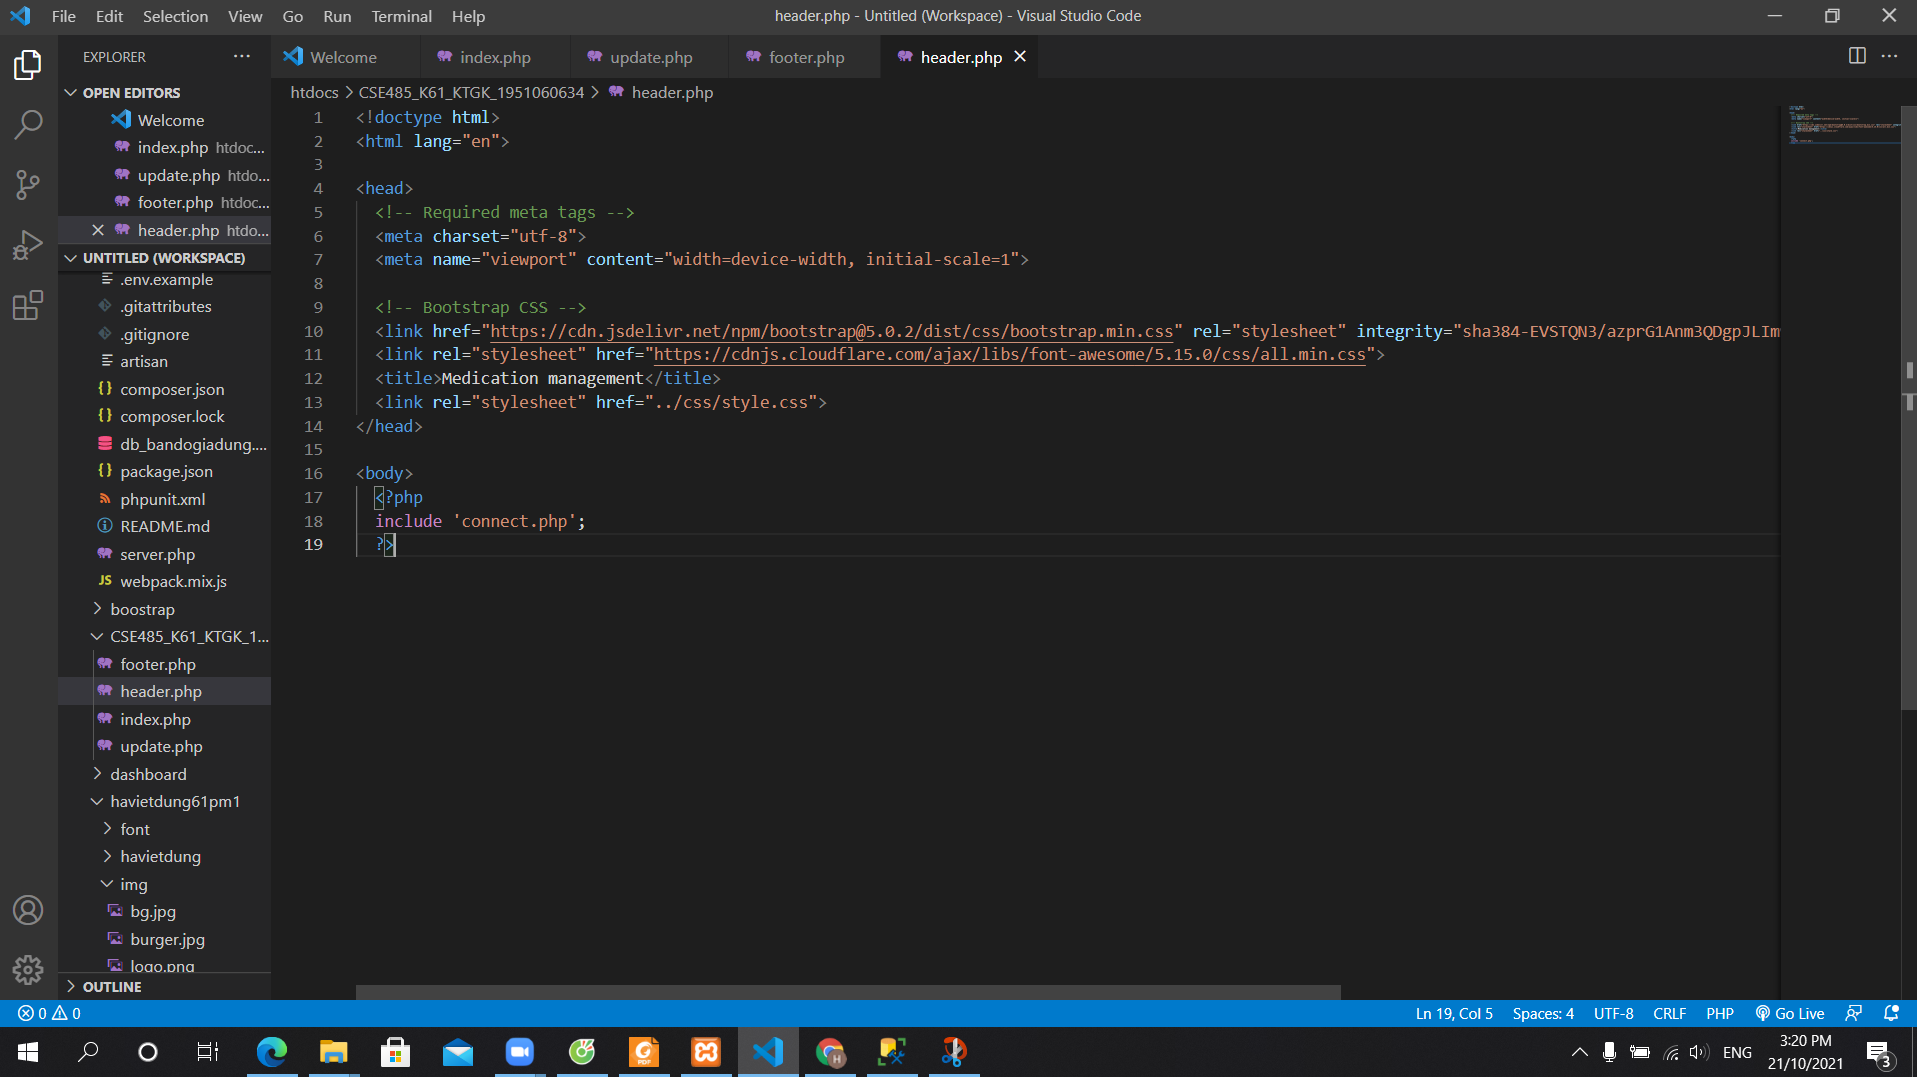 File Edit Selection View Go Run Terminal Help
header.php - Untitled (Workspace) - Visual Studio Code
EXPLORER
Welcome
index.php
update.php
footer.php
header.php
htdocs > CSE485_K61_KTGK_1951060634 > header.php
OPEN EDITORS
Welcome
index.php htdoc...
update.php htdo...
footer.php htdoc...
header.php htdo...
UNTITLED (WORKSPACE)
.env.example
.gitattributes
.gitignore
artisan
composer.json
composer.lock
db_bandogiadung....
package.json
phpunit.xml
README.md
server.php
JS webpack.mix.js
boostrap
CSE485_K61_KTGK_1...
footer.php
header.php
index.php
update.php
dashboard
havietdung61pm1
font
havietdung
img
bg.jpg
burger.jpg
logo.png
OUTLINE
1 <!doctype html>
2 <html lang="en">
3
4 <head>
5 <!-- Required meta tags -->
6 <meta charset="utf-8">
7 <meta name="viewport" content="width=device-width, initial-scale=1">
8
9 <!-- Bootstrap CSS -->
10 <link href="https://cdn.jsdelivr.net/npm/bootstrap@5.0.2/dist/css/bootstrap.min.css" rel="stylesheet" integrity="sha384-EVSTQN3/azprG1Anm3QDgpJLIm
11 <link rel="stylesheet" href="https://cdnjs.cloudflare.com/ajax/libs/font-awesome/5.15.0/css/all.min.css">
12 <title>Medication management</title>
13 <link rel="stylesheet" href="../css/style.css">
14 </head>
15
16 <body>
17 <?php
18 include 'connect.php';
19 ?>
0 0
Ln 19, Col 5 Spaces: 4 UTF-8 CRLF PHP Go Live
PDF
H
ENG
3:20 PM
21/10/2021
3